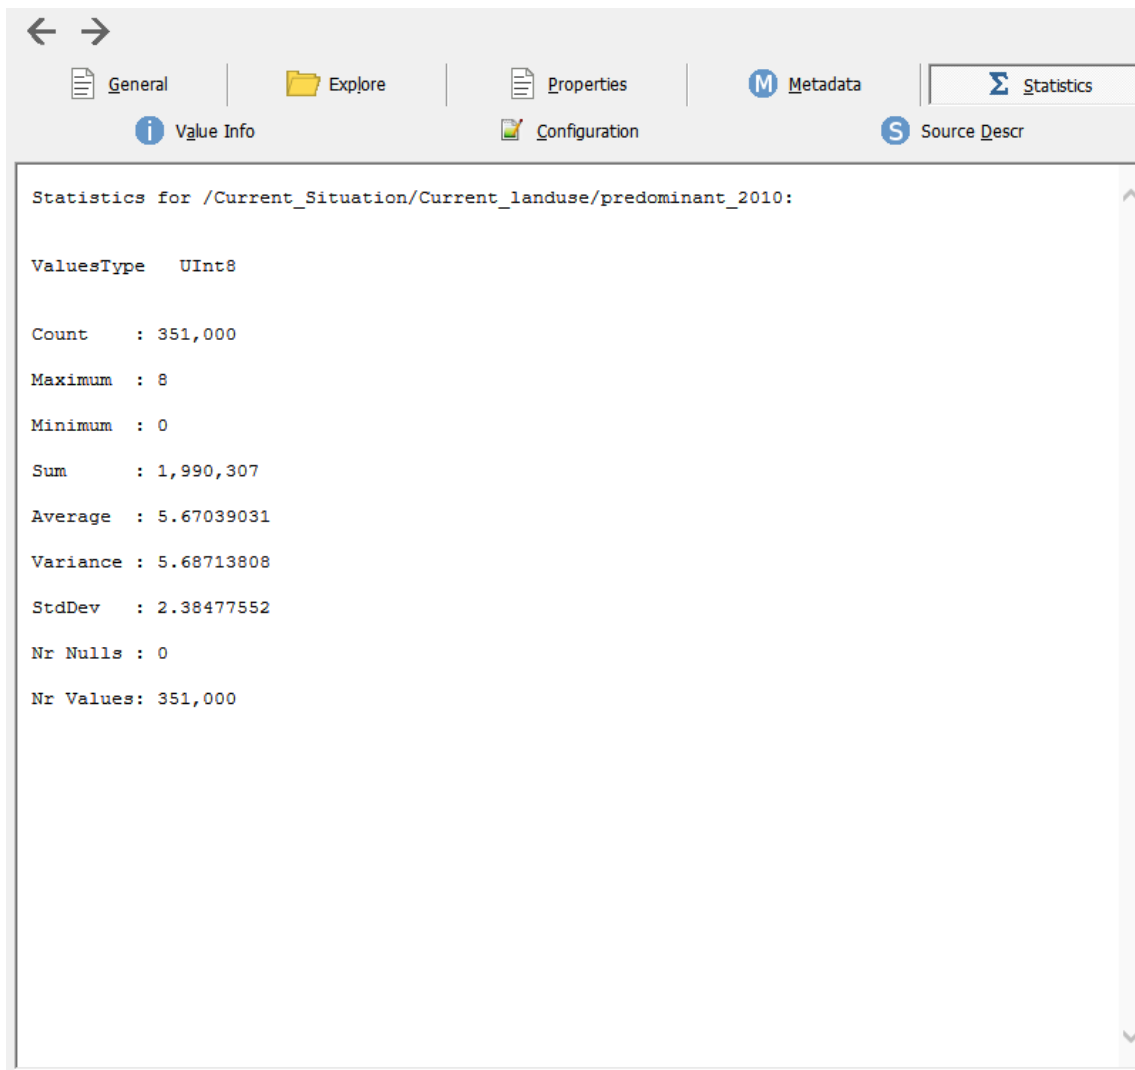 General Explore Properties Metadata Statistics
Value Info Configuration Source Descr
Statistics for /Current_Situation/Current_landuse/predominant_2010:
ValuesType UInt8
Count : 351,000
Maximum : 8
Minimum : 0
Sum : 1,990,307
Average : 5.67039031
Variance : 5.68713808
StdDev : 2.38477552
Nr Nulls : 0
Nr Values: 351,000